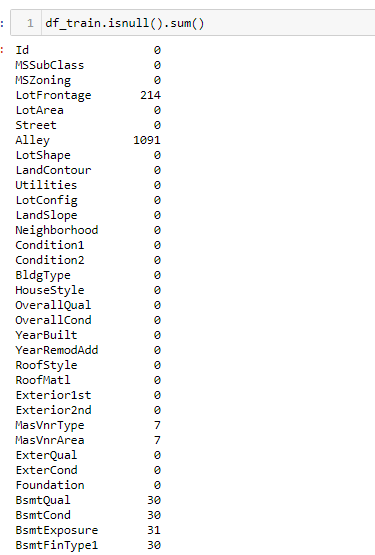 : 1 df_train.isnull().sum()
: Id 0
MSSubClass 0
MSZoning 0
LotFrontage 214
LotArea 0
Street 0
Alley 1091
LotShape 0
LandContour 0
Utilities 0
LotConfig 0
LandSlope 0
Neighborhood 0
Condition1 0
Condition2 0
BldgType 0
HouseStyle 0
OverallQual 0
OverallCond 0
YearBuilt 0
YearRemodAdd 0
RoofStyle 0
RoofMatl 0
Exterior1st 0
Exterior2nd 0
MasVnrType 7
MasVnrArea 7
ExterQual 0
ExterCond 0
Foundation 0
BsmtQual 30
BsmtCond 30
BsmtExposure 31
BsmtFinType1 30